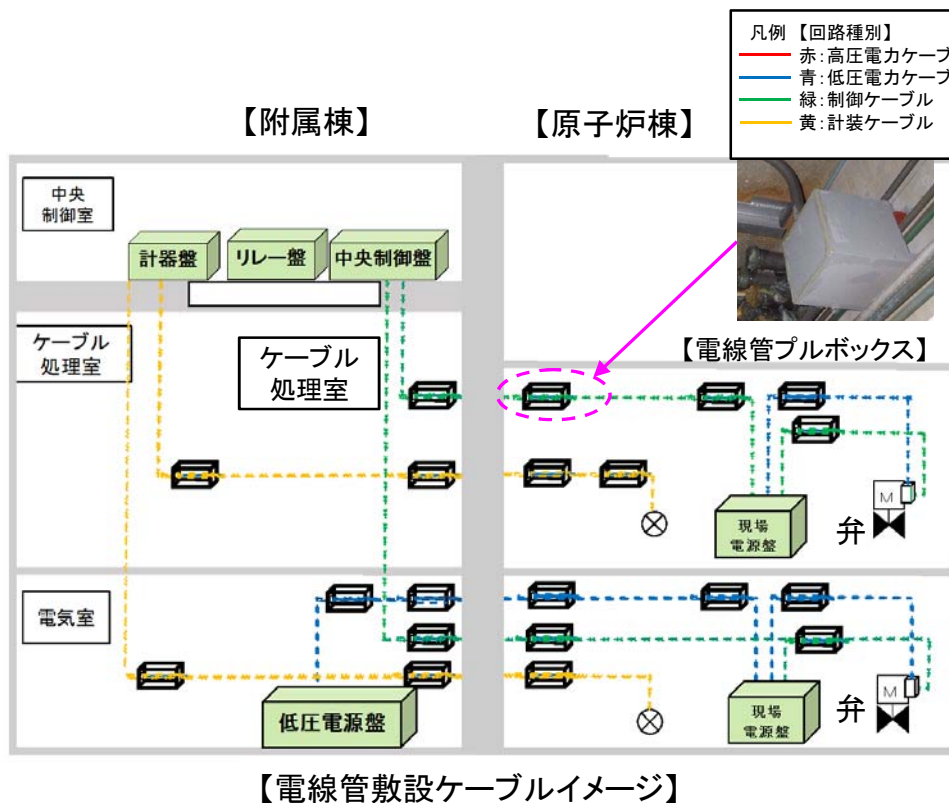 凡例 【回路種別】
赤:高圧電力ケーブ
青:低圧電力ケーブ
緑:制御ケーブル
黄:計装ケーブル
【附属棟】
【原子炉棟】
中央
制御室
計器盤
リレー盤
中央制御盤
【電線管プルボックス】
ケーブル
処理室
ケーブル
処理室
現場
電源盤
M
弁
電気室
低圧電源盤
現場
電源盤
M
弁
【電線管敷設ケーブルイメージ】